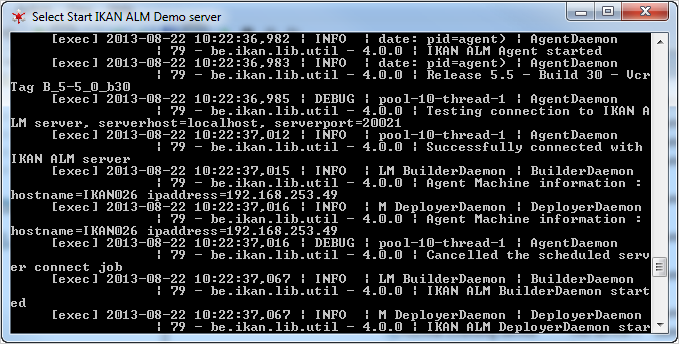 Select Start IKAN ALM Demo server
[exec] 2013-08-22 10:22:36,982 | INFO  | date: pid=agent> | AgentDaemon
| 79 - be.ikan.lib.util - 4.0.0 | IKAN ALM Agent started
[exec] 2013-08-22 10:22:36,983 | INFO  | date: pid=agent> | AgentDaemon
| 79 - be.ikan.lib.util - 4.0.0 | Release 5.5 - Build 30 - Vcr
Tag B_5-5_0_b30
[exec] 2013-08-22 10:22:36,985 | DEBUG | pool-10-thread-1 | AgentDaemon
| 79 - be.ikan.lib.util - 4.0.0 | Testing connection to IKAN A
LM server, serverhost=localhost, serverport=20021
[exec] 2013-08-22 10:22:37,012 | INFO  | pool-10-thread-1 | AgentDaemon
| 79 - be.ikan.lib.util - 4.0.0 | Successfully connected with
IKAN ALM server
[exec] 2013-08-22 10:22:37,015 | INFO  | LM BuilderDaemon | BuilderDaemon
| 79 - be.ikan.lib.util - 4.0.0 | Agent Machine information :
hostname=IKAN026 ipaddress=192.168.253.49
[exec] 2013-08-22 10:22:37,016 | INFO  | M DeployerDaemon | DeployerDaemon
| 79 - be.ikan.lib.util - 4.0.0 | Agent Machine information :
hostname=IKAN026 ipaddress=192.168.253.49
[exec] 2013-08-22 10:22:37,016 | DEBUG | pool-10-thread-1 | AgentDaemon
| 79 - be.ikan.lib.util - 4.0.0 | Cancelled the scheduled serv
er connect job
[exec] 2013-08-22 10:22:37,067 | INFO  | LM BuilderDaemon | BuilderDaemon
| 79 - be.ikan.lib.util - 4.0.0 | IKAN ALM BuilderDaemon start
ed
[exec] 2013-08-22 10:22:37,067 | INFO  | M DeployerDaemon | DeployerDaemon
| 79 - be.ikan.lib.util - 4.0.0 | IKAN ALM DeployerDaemon star